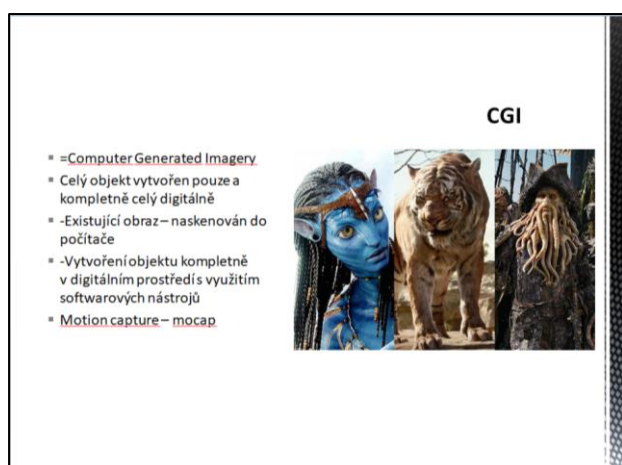 CGI
=Computer Generated Imagery
Celý objekt vytvořen pouze a
kompletně celý digitálně
-Existující obraz – naskenován do
počítače
-Vytvoření objektu kompletně
v digitálním prostředí s využitím
softwarových nástrojů
Motion capture – mocap